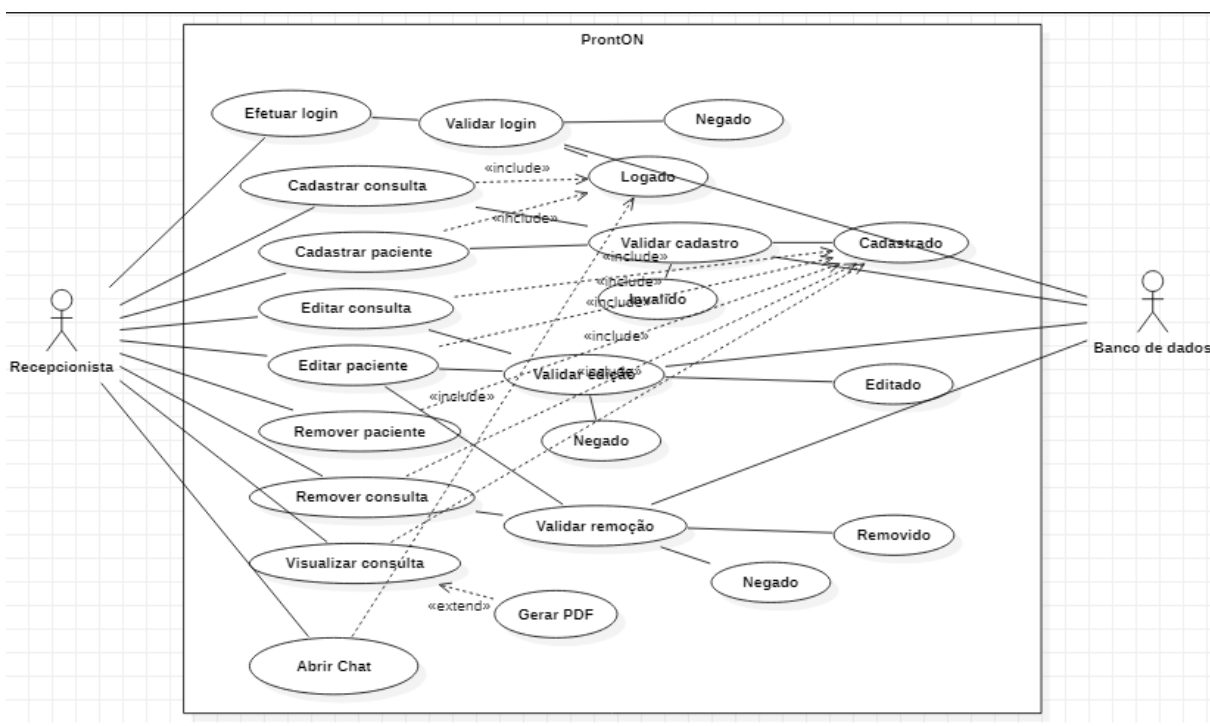 ProntON
Efetuar login
Validar login
Negado
«include»
Logado
Cadastrar consulta
«include»
Cadastrar paciente
Validar cadastro
Cadastrado
«include»
«include»
Invalido
«include»
Editar consulta
Recepcionista
Banco de dados
«include»
Editar paciente
Validar edição
«include»
Editado
«include»
Remover paciente
Negado
Remover consulta
Validar remoção
Removido
Visualizar consulta
Negado
«extend»
Gerar PDF
Abrir Chat